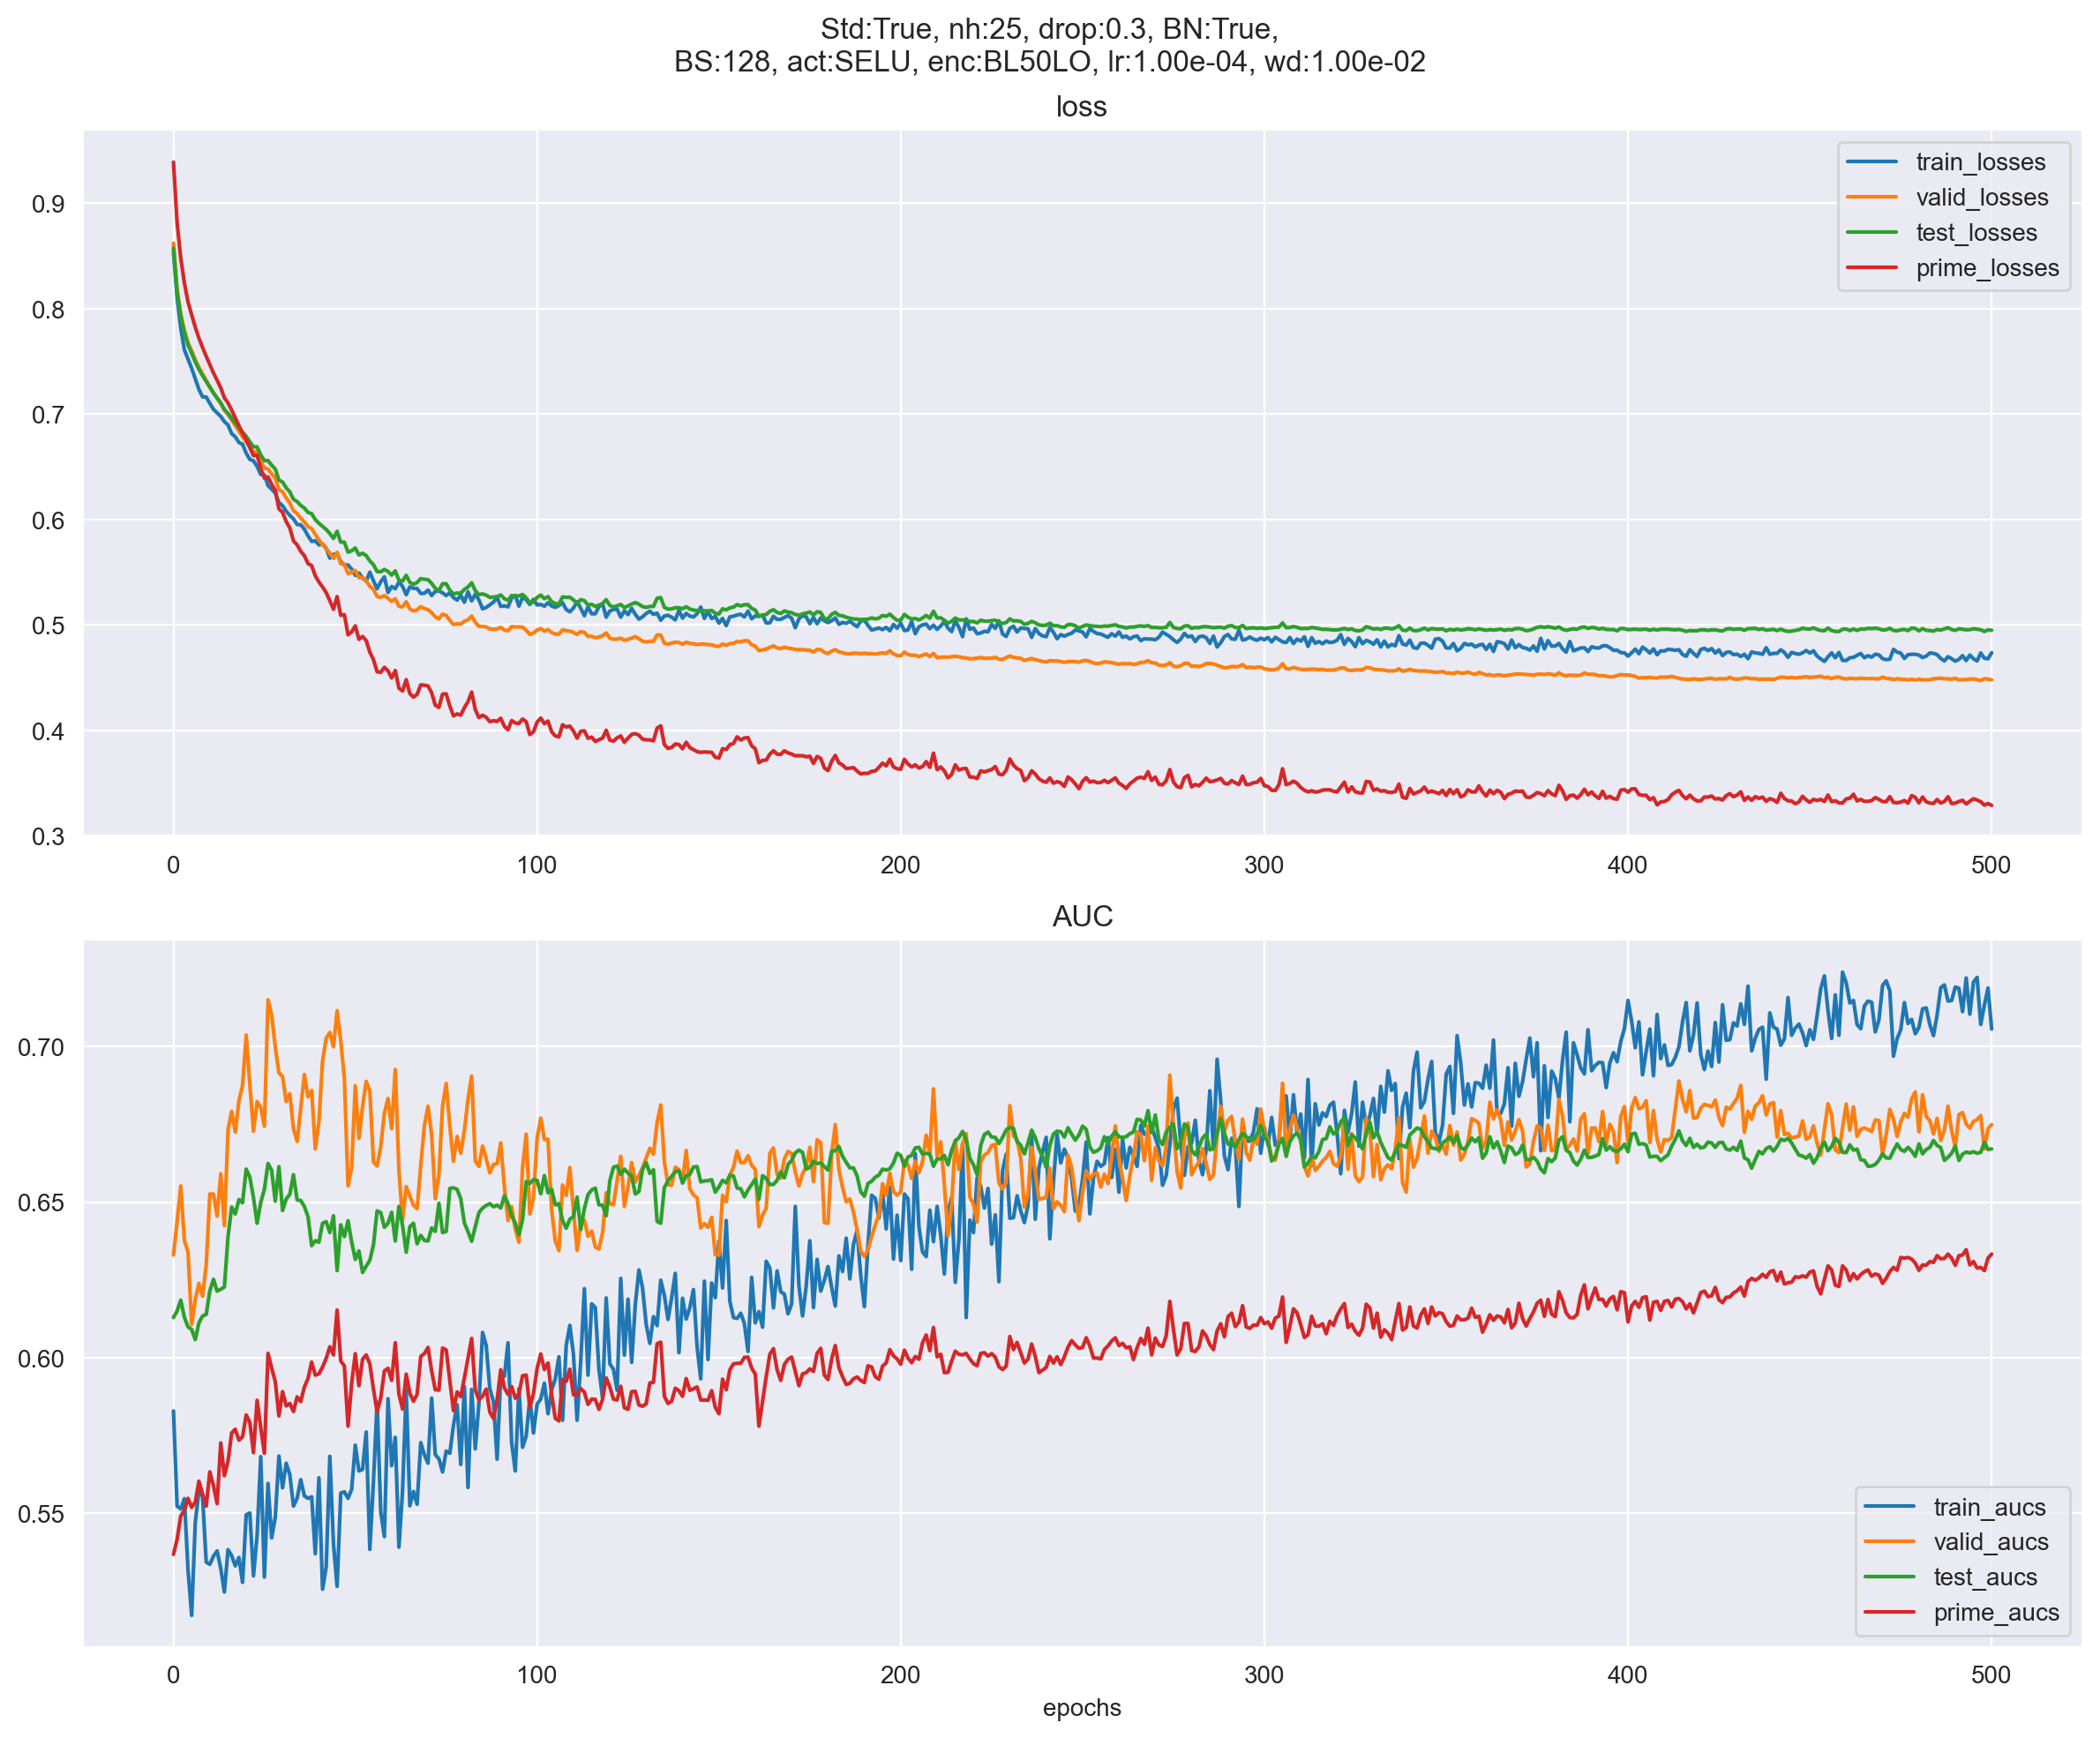 Std:True, nh:25, drop:0.3, BN:True,
BS:128, act:SELU, enc:BL50LO, lr:1.00e-04, wd:1.00e-02
loss
train_losses
valid_losses
test_losses
prime_losses
0.9
0.8
0.7
0.6
0.5
0.4
0.3
0 100 200 300 400 500
AUC
0.70
0.65
0.60
0.55
train_aucs
valid_aucs
test_aucs
prime_aucs
0 100 200 300 400 500
epochs